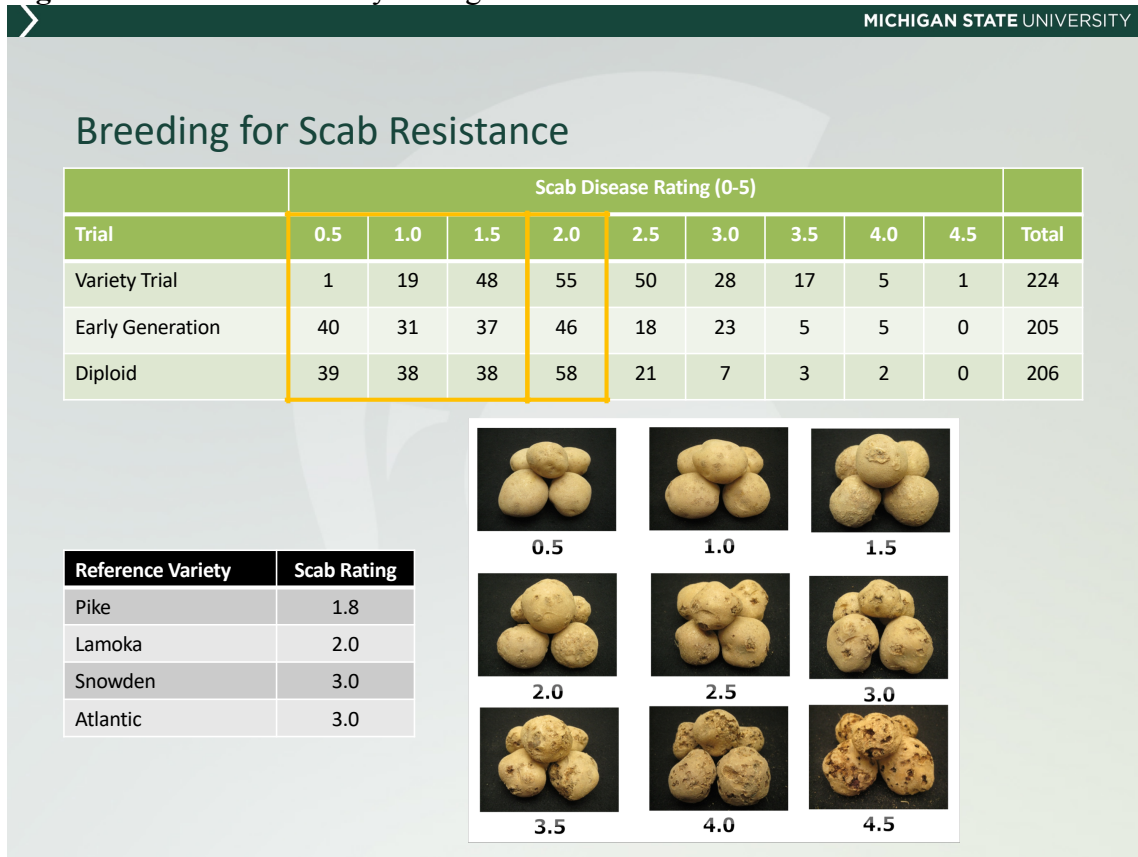 MICHIGAN STATE UNIVERSITY
Breeding for Scab Resistance
Scab Disease Rating (0-5)
Trial 0.5 1.0 1.5 2.0 2.5 3.0 3.5 4.0 4.5 Total
Variety Trial 1 19 48 55 50 28 17 5 1 224
Early Generation 40 31 37 46 18 23 5 5 0 205
Diploid 39 38 38 58 21 7 3 2 0 206
Reference Variety Scab Rating
Pike 1.8
Lamoka 2.0
Snowden 3.0
Atlantic 3.0
0.5 1.0 1.5
2.0 2.5 3.0
3.5 4.0 4.5